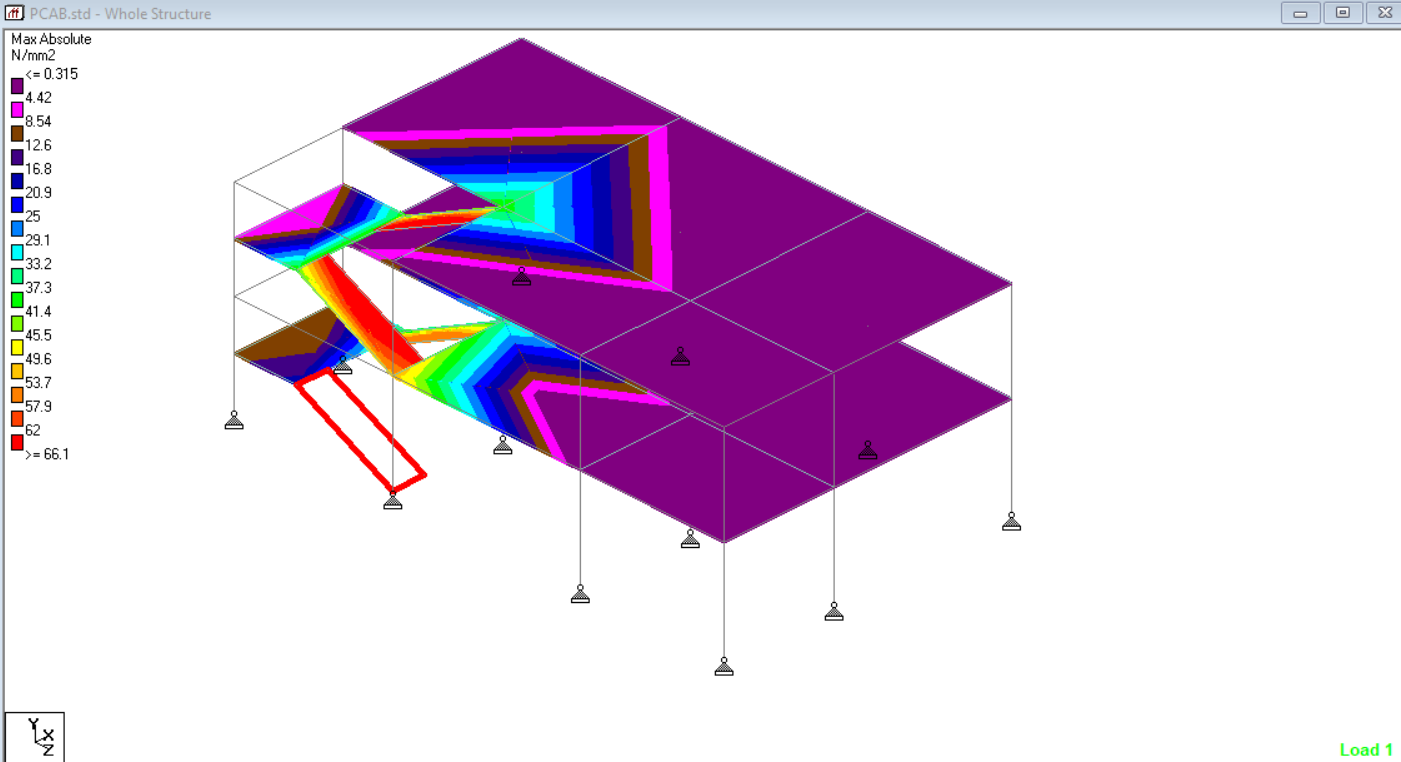 PCAB.std - Whole Structure
Max Absolute
N/mm2
<= 0.315
4.42
8.54
12.6
16.8
20.9
25
29.1
33.2
37.3
41.4
45.5
49.6
53.7
57.9
62
>= 66.1
Y
X
Z
Load 1